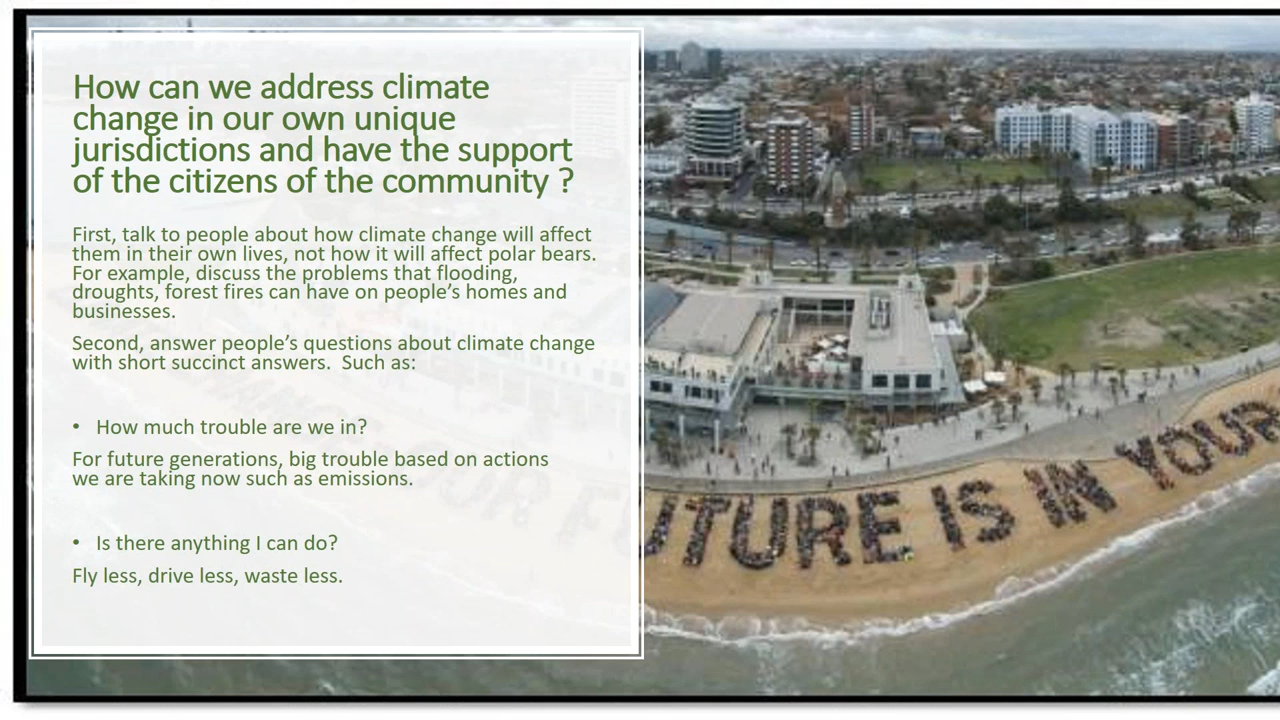 How can we address climate
change in our own unique
jurisdictions and have the support
of the citizens of the community ?
First, talk to people about how climate change will affect
them in their own lives, not how it will affect polar bears.
For example, discuss the problems that flooding,
droughts, forest fires can have on people’s homes and
businesses.
Second, answer people’s questions about climate change
with short succinct answers.  Such as:
• How much trouble are we in?
For future generations, big trouble based on actions
we are taking now such as emissions.
• Is there anything I can do?
Fly less, drive less, waste less.
OUR FUTURE IS IN YOUR